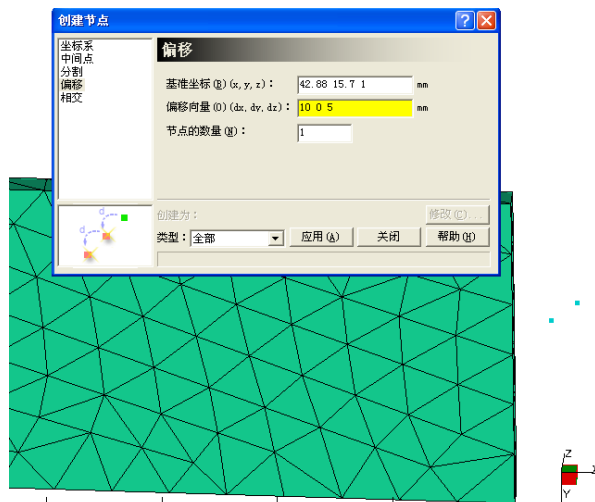 创建节点
坐标系
中间点
分割
偏移
相交
偏移
基准坐标(B)(x, y, z): 42.88 15.7 1 mm
偏移向量(O)(dx, dy, dz): 10 0 5 mm
节点的数量(N): 1
创建为:
修改(C)...
类型: 全部 应用(A) 关闭 帮助(H)
d
d
Z
X
Y